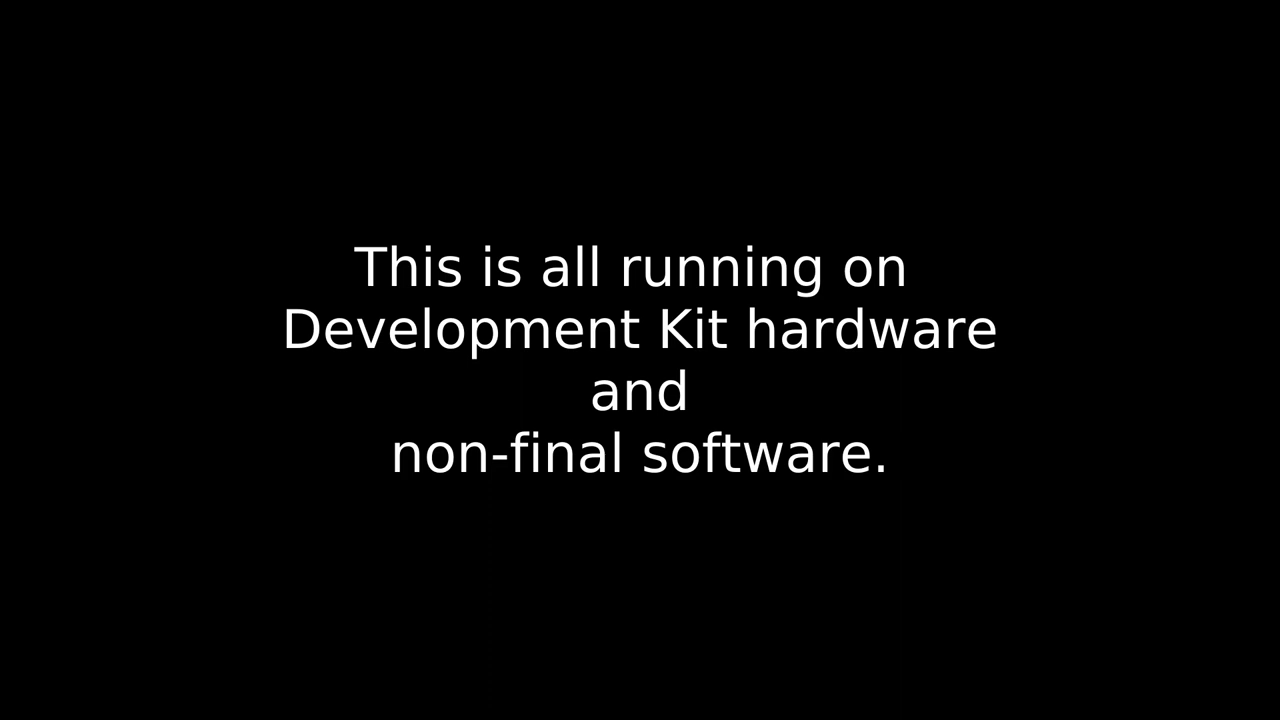 This is all running on
Development Kit hardware
and
non-final software.